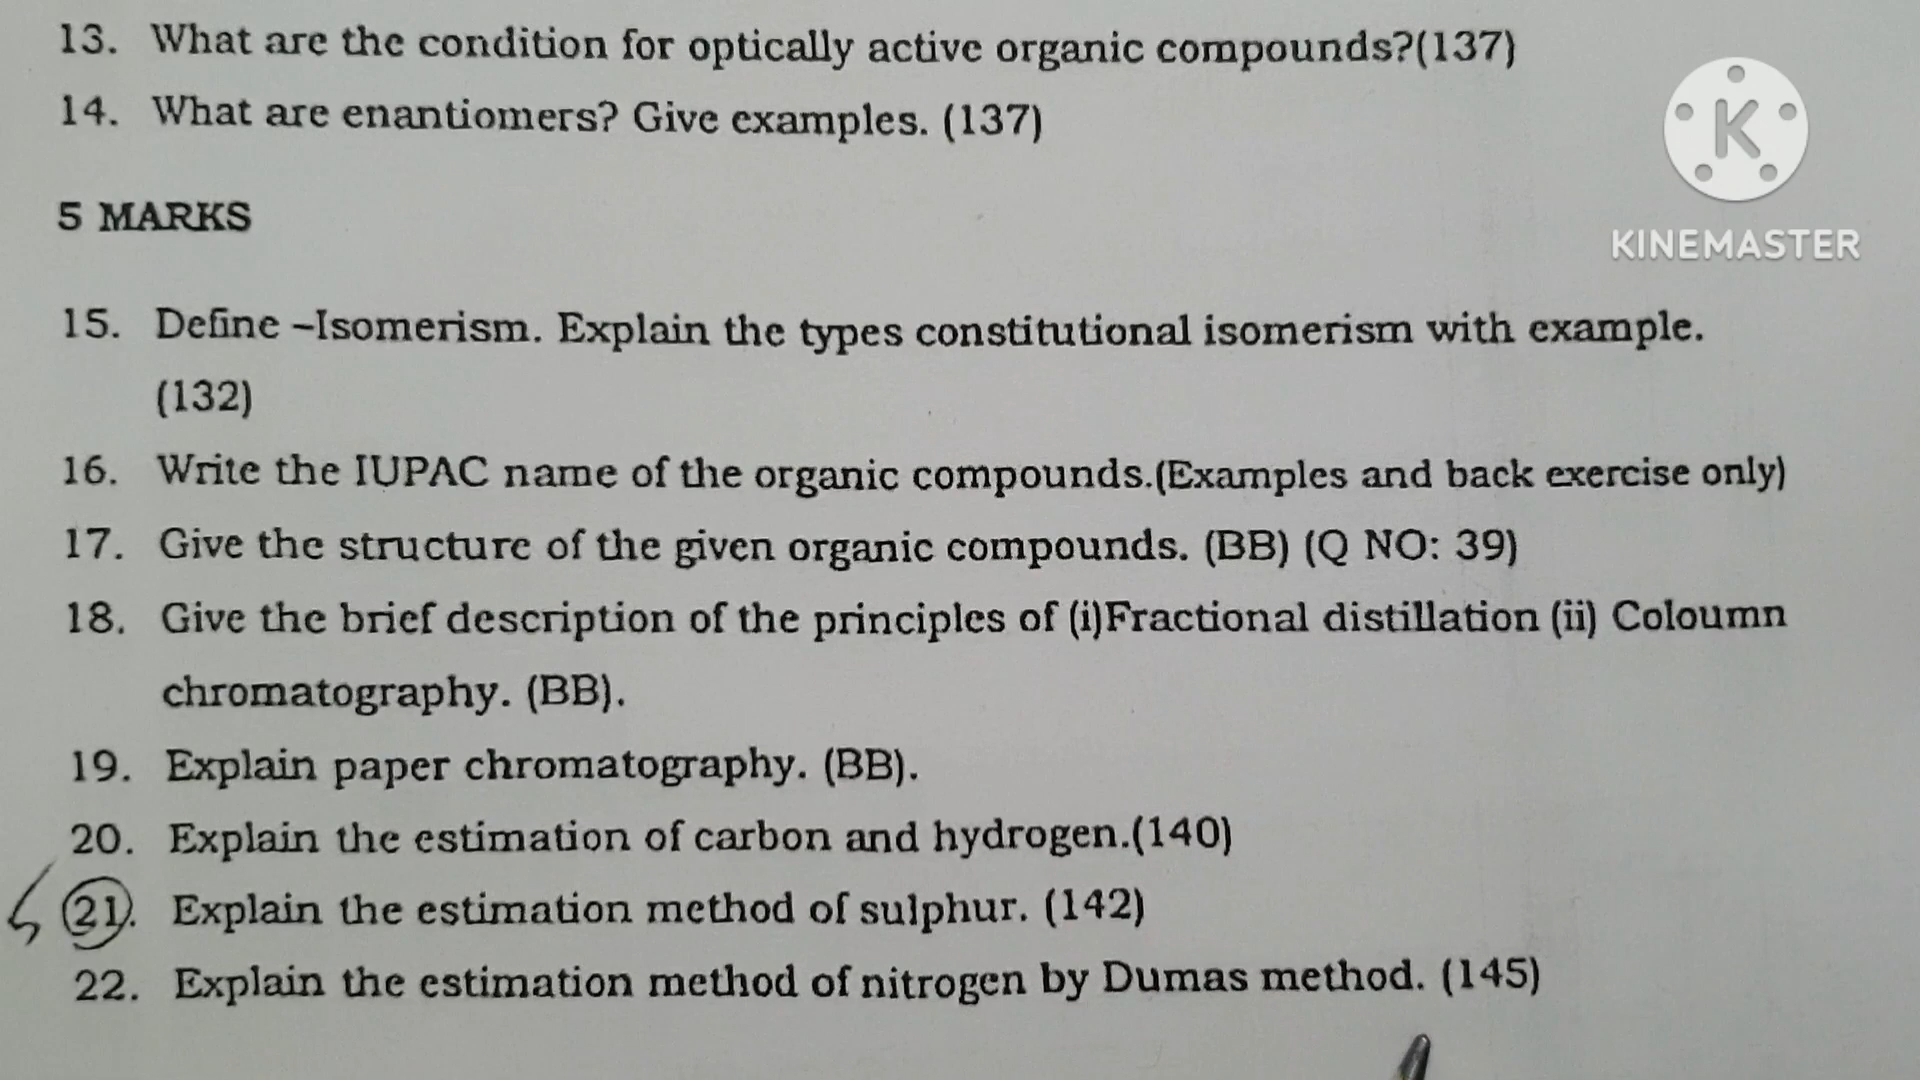 13. What are the condition for optically active organic compounds?(137)
14. What are enantiomers? Give examples. (137)
K
KINEMASTER
5 MARKS
15. Define –Isomerism. Explain the types constitutional isomerism with example.
(132)
16. Write the IUPAC name of the organic compounds.(Examples and back exercise only)
17. Give the structure of the given organic compounds. (BB) (Q NO: 39)
18. Give the brief description of the principles of (i)Fractional distillation (ii) Coloumn
chromatography. (BB).
19. Explain paper chromatography. (BB).
20. Explain the estimation of carbon and hydrogen.(140)
21. Explain the estimation method of sulphur. (142)
22. Explain the estimation method of nitrogen by Dumas method. (145)